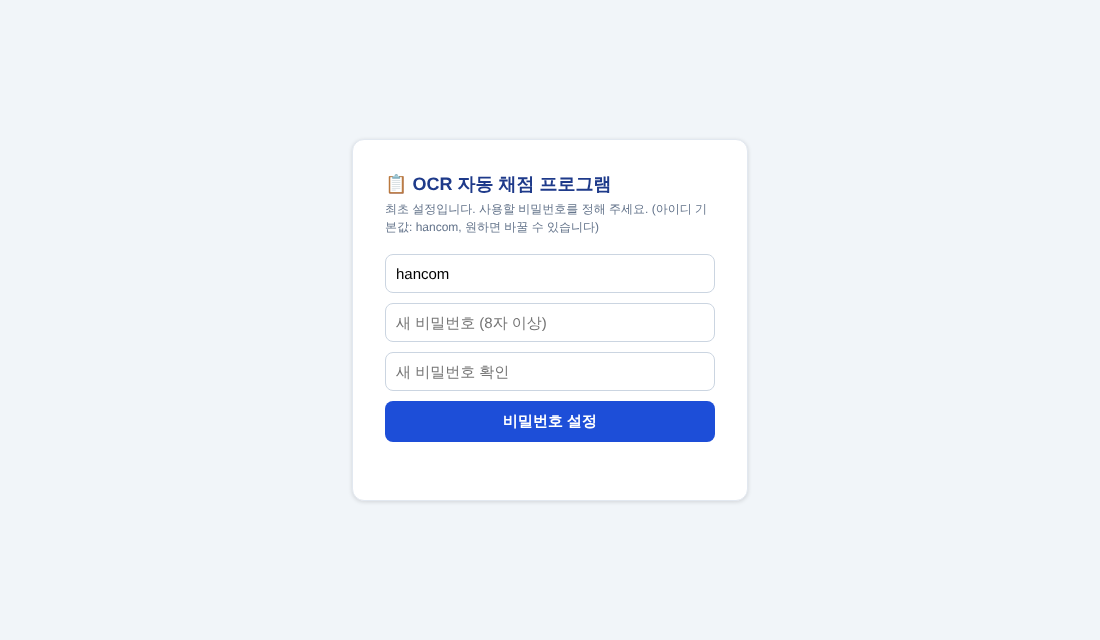 📋 OCR 자동 채점 프로그램
최초 설정입니다. 사용할 비밀번호를 정해 주세요. (아이디 기
본값: hancom, 원하면 바꿀 수 있습니다)
hancom
새 비밀번호 (8자 이상)
새 비밀번호 확인
비밀번호 설정